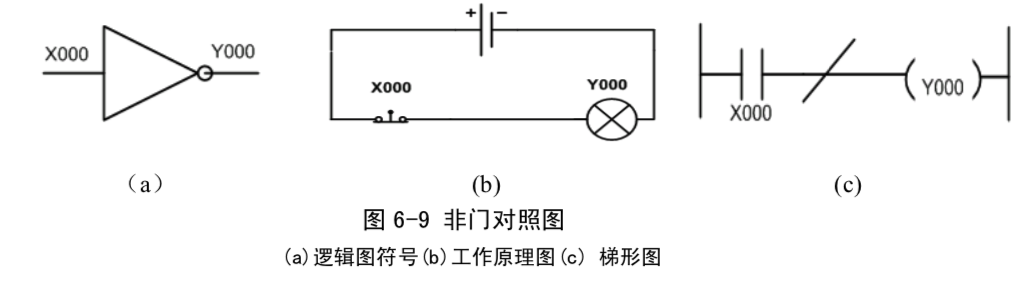 X000 Y000
+ −
X000 Y000
X000 Y000
（a） (b) (c)
图 6-9 非门对照图
(a)逻辑图符号(b)工作原理图(c) 梯形图